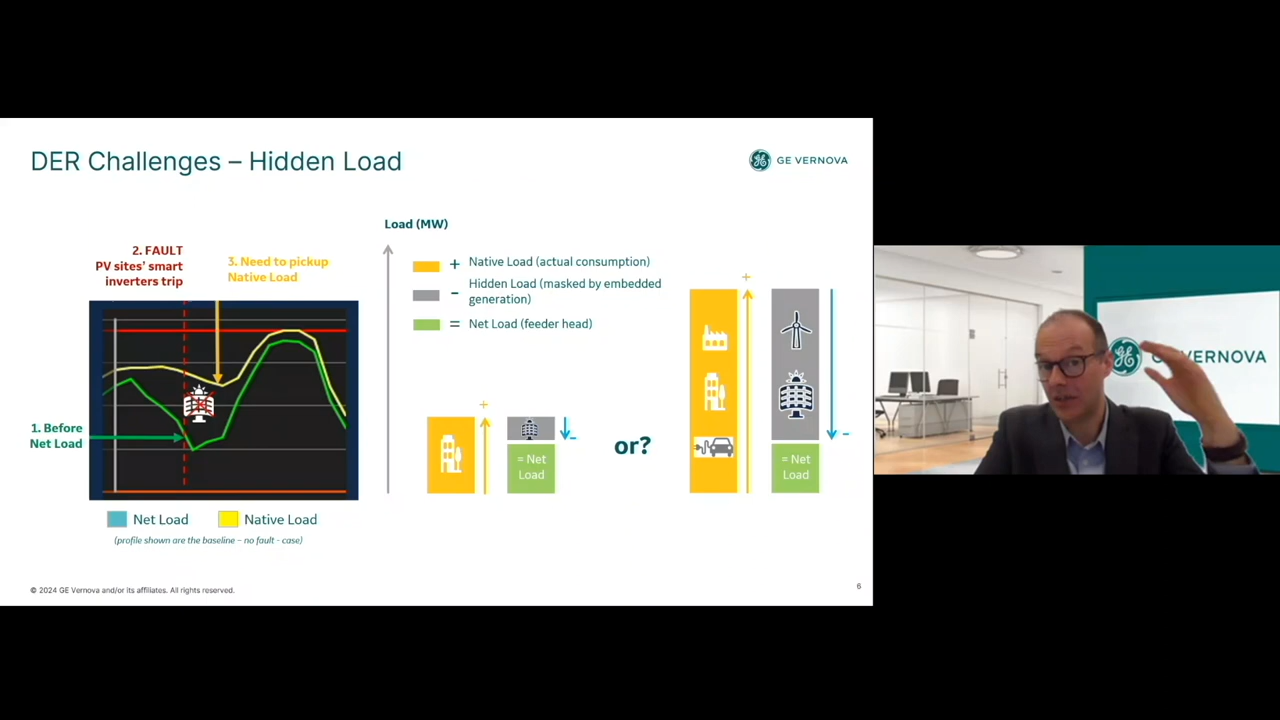 DER Challenges – Hidden Load
GE VERNOVA
Load (MW)
2. FAULT
PV sites' smart
inverters trip
3. Need to pickup
Native Load
+ Native Load (actual consumption)
- Hidden Load (masked by embedded
generation)
= Net Load (feeder head)
1. Before
Net Load
+
-
= Net
Load
or?
+
-
= Net
Load
Net Load
Native Load
(profile shown are the baseline – no fault - case)
© 2024 GE Vernova and/or its affiliates. All rights reserved.
6
GE VERNOVA